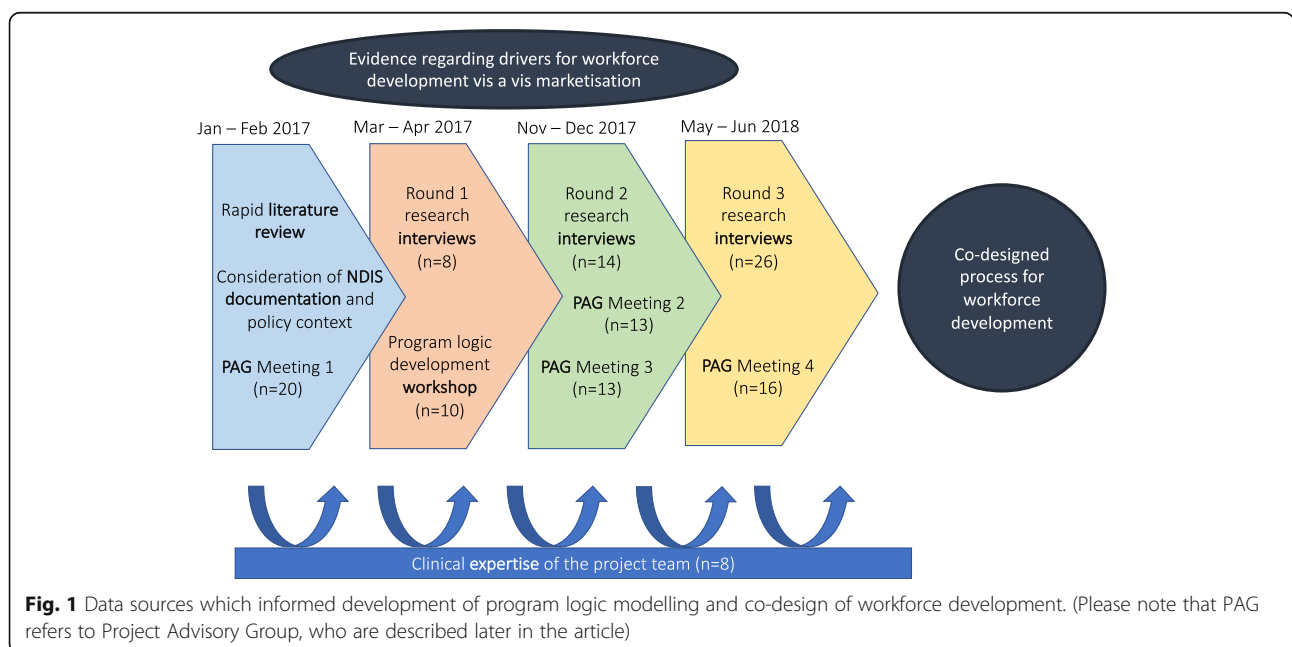 Evidence regarding drivers for workforce
development vis a vis marketisation
Jan – Feb 2017
Mar – Apr 2017
Nov – Dec 2017
May – Jun 2018
Rapid literature
review
Consideration of NDIS
documentation and
policy context
PAG Meeting 1
(n=20)
Round 1
research
interviews
(n=8)
Program logic
development
workshop
(n=10)
Round 2
research
interviews
(n=14)
PAG Meeting 2
(n=13)
PAG Meeting 3
(n=13)
Round 3
research
interviews
(n=26)
PAG Meeting 4
(n=16)
Co-designed
process for
workforce
development
Clinical expertise of the project team (n=8)
Fig. 1 Data sources which informed development of program logic modelling and co-design of workforce development. (Please note that PAG
refers to Project Advisory Group, who are described later in the article)